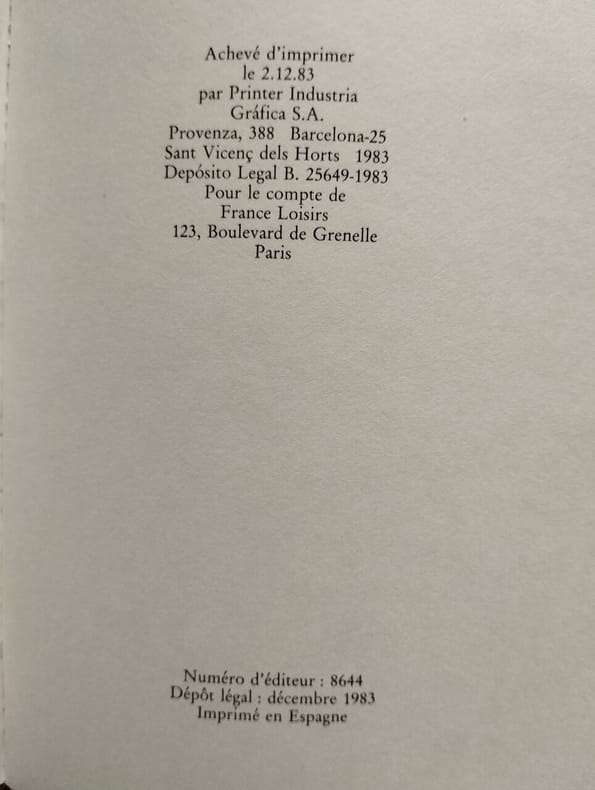 Achevé d'imprimer
le 2.12.83
par Printer Industria
Gráfica S.A.
Provenza, 388 Barcelona-25
Sant Vicenç dels Horts 1983
Depósito Legal B. 25649-1983
Pour le compte de
France Loisirs
123, Boulevard de Grenelle
Paris
Numéro d'éditeur : 8644
Dépôt légal : décembre 1983
Imprimé en Espagne